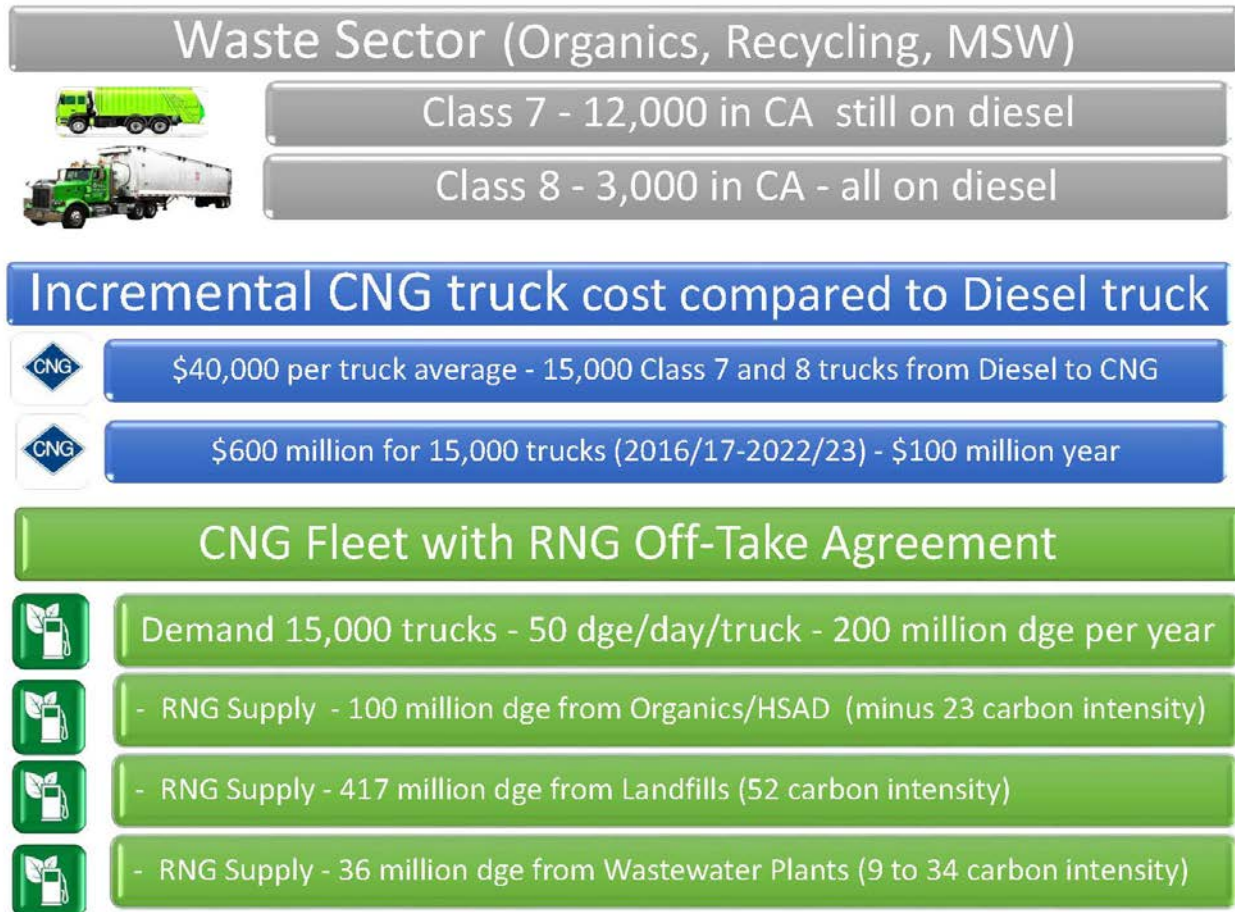 Waste Sector (Organics, Recycling, MSW)
Class 7 - 12,000 in CA still on diesel
Class 8 - 3,000 in CA - all on diesel
Incremental CNG truck cost compared to Diesel truck
CNG
$40,000 per truck average - 15,000 Class 7 and 8 trucks from Diesel to CNG
CNG
$600 million for 15,000 trucks (2016/17-2022/23) - $100 million year
CNG Fleet with RNG Off-Take Agreement
Demand 15,000 trucks - 50 dge/day/truck - 200 million dge per year
- RNG Supply - 100 million dge from Organics/HSAD (minus 23 carbon intensity)
- RNG Supply - 417 million dge from Landfills (52 carbon intensity)
- RNG Supply - 36 million dge from Wastewater Plants (9 to 34 carbon intensity)